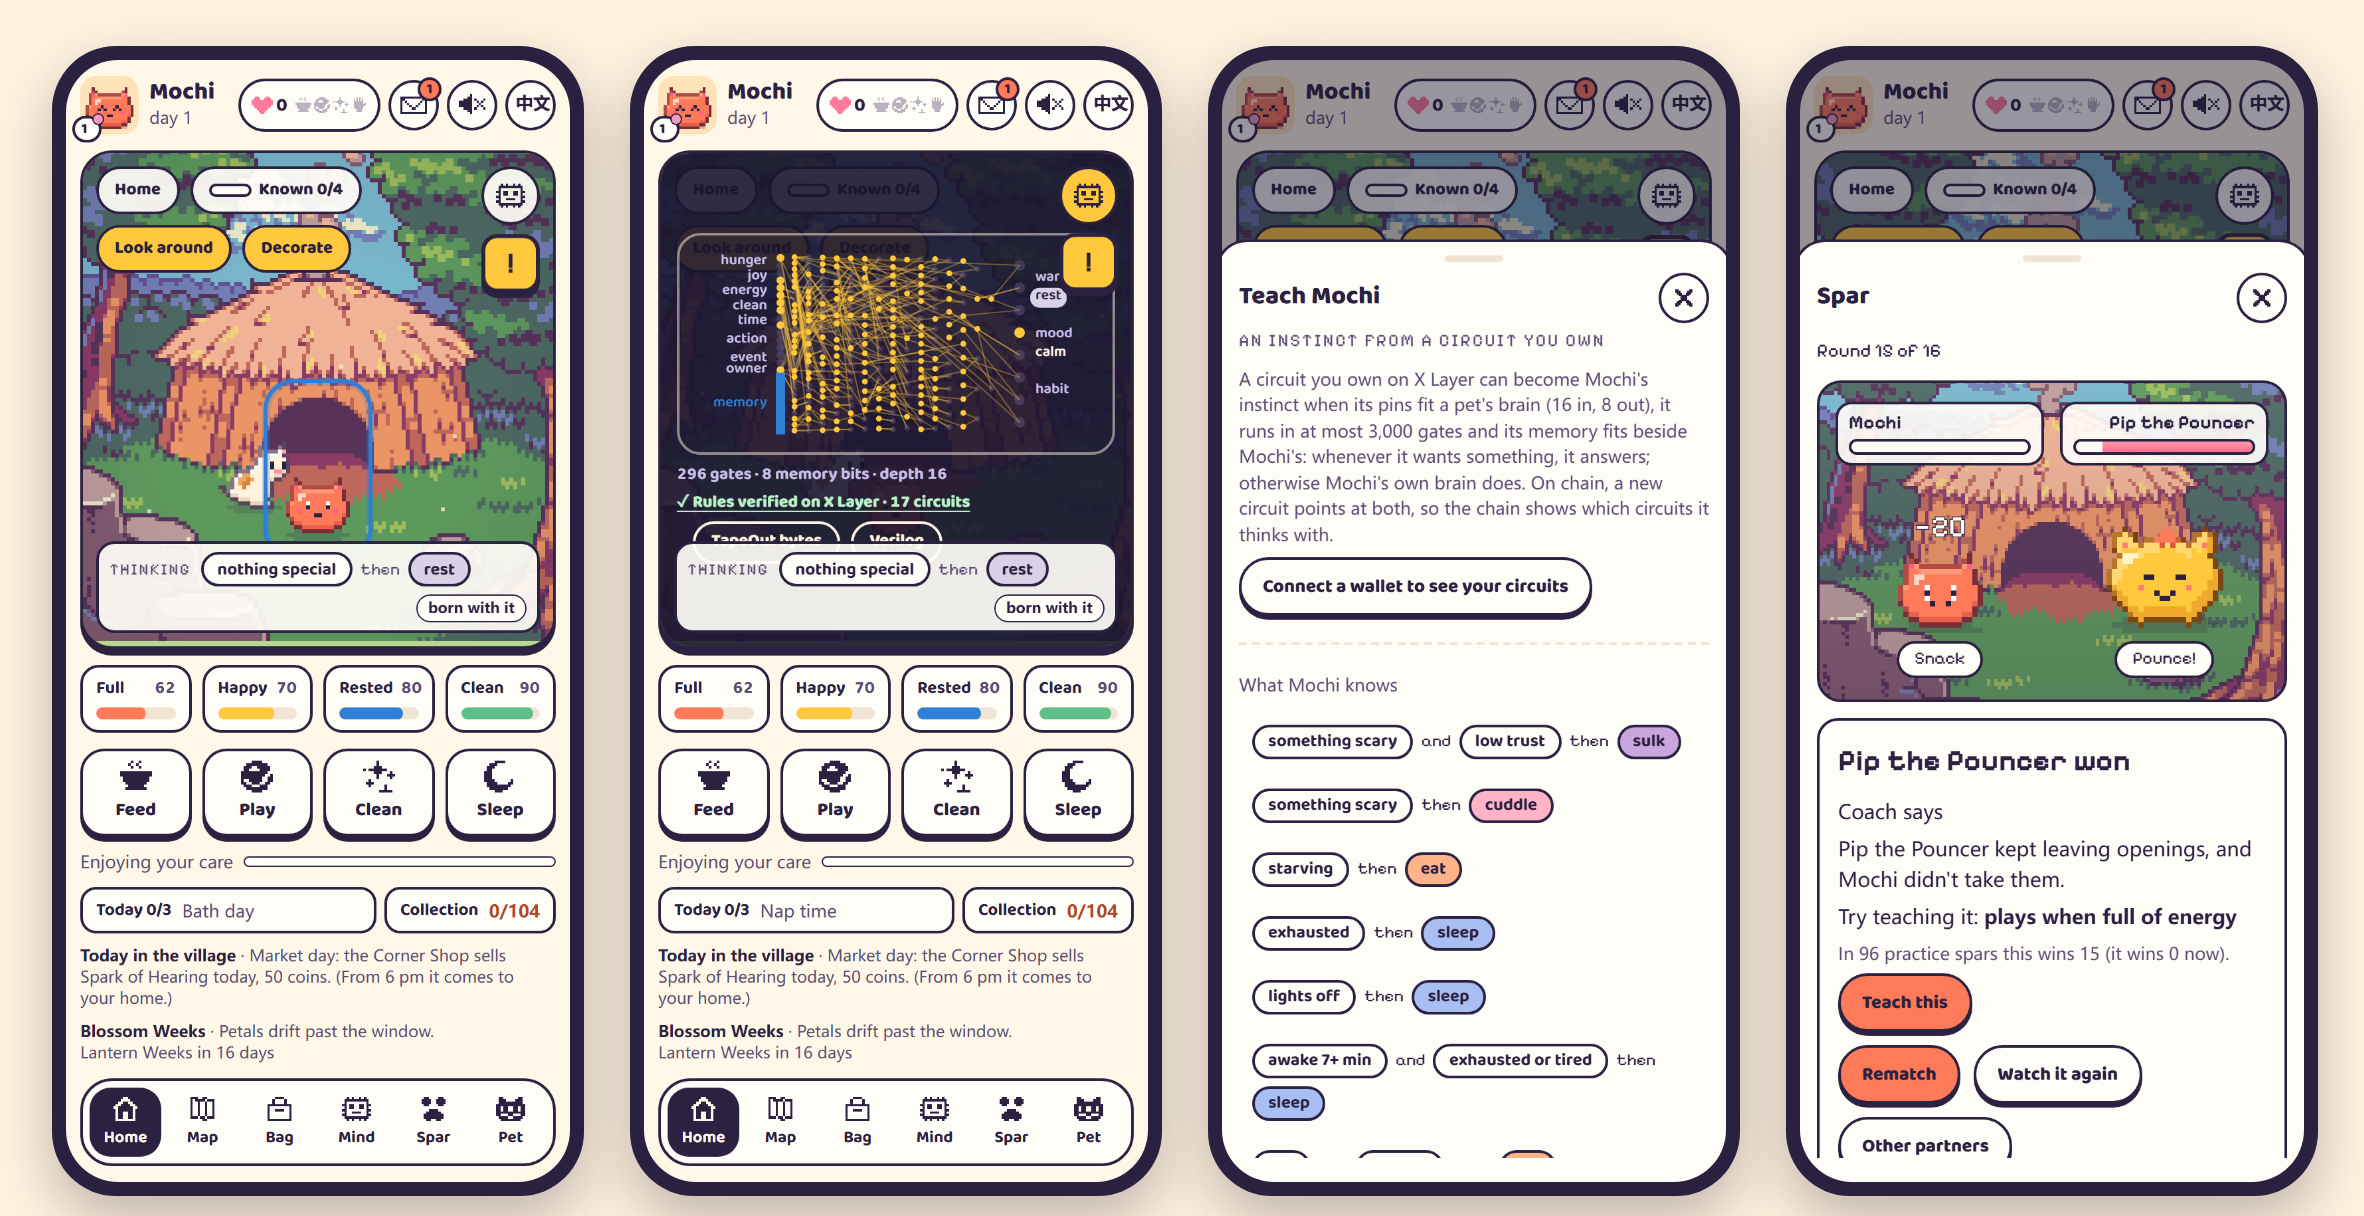 Mochi
day 1
1
0
1
中文
Home
Known 0/4
Look around
Decorate
!
THINKING nothing special then rest
born with it
Full 62
Happy 70
Rested 80
Clean 90
Feed
Play
Clean
Sleep
Enjoying your care
Today 0/3 Bath day
Collection 0/104
Today in the village · Market day: the Corner Shop sells
Spark of Hearing today, 50 coins. (From 6 pm it comes to
your home.)
Blossom Weeks · Petals drift past the window.
Lantern Weeks in 16 days
Home
Map
Bag
Mind
Spar
Pet
Mochi
day 1
1
0
1
中文
Home
Known 0/4
Look around
Decorate
!
hunger
joy
energy
clean
time
action
event
owner
memory
rest
mood
calm
habit
296 gates · 8 memory bits · depth 16
✓ Rules verified on X Layer · 17 circuits
TapeOut bytes
Verilog
THINKING nothing special then rest
born with it
Full 62
Happy 70
Rested 80
Clean 90
Feed
Play
Clean
Sleep
Enjoying your care
Today 0/3 Nap time
Collection 0/104
Today in the village · Market day: the Corner Shop sells
Spark of Hearing today, 50 coins. (From 6 pm it comes to
your home.)
Blossom Weeks · Petals drift past the window.
Lantern Weeks in 16 days
Home
Map
Bag
Mind
Spar
Pet
Mochi
day 1
1
0
1
中文
Home
Known 0/4
Teach Mochi
AN INSTINCT FROM A CIRCUIT YOU OWN
A circuit you own on X Layer can become Mochi's
instinct when its pins fit a pet's brain (16 in, 8 out), it
runs in at most 3,000 gates and its memory fits beside
Mochi's: whenever it wants something, it answers;
otherwise Mochi's own brain does. On chain, a new
circuit points at both, so the chain shows which circuits it
thinks with.
Connect a wallet to see your circuits
What Mochi knows
something scary and low trust then sulk
something scary then cuddle
starving then eat
exhausted then sleep
lights off then sleep
awake 7+ min and exhausted or tired then
sleep
Mochi
day 1
1
0
1
中文
Home
Known 0/4
Spar
Round 18 of 16
Mochi
Pip the Pouncer
-20
Snack
Pounce!
Pip the Pouncer won
Coach says
Pip the Pouncer kept leaving openings, and
Mochi didn't take them.
Try teaching it: plays when full of energy
In 96 practice spars this wins 15 (it wins 0 now).
Teach this
Rematch
Watch it again
Other partners